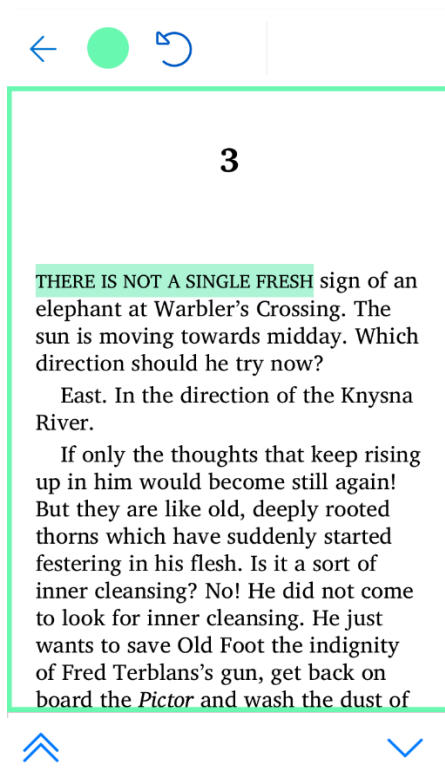 3
THERE IS NOT A SINGLE FRESH sign of an
elephant at Warbler’s Crossing. The
sun is moving towards midday. Which
direction should he try now?
East. In the direction of the Knysna
River.
If only the thoughts that keep rising
up in him would become still again!
But they are like old, deeply rooted
thorns which have suddenly started
festering in his flesh. Is it a sort of
inner cleansing? No! He did not come
to look for inner cleansing. He just
wants to save Old Foot the indignity
of Fred Terblans’s gun, get back on
board the Pictor and wash the dust of